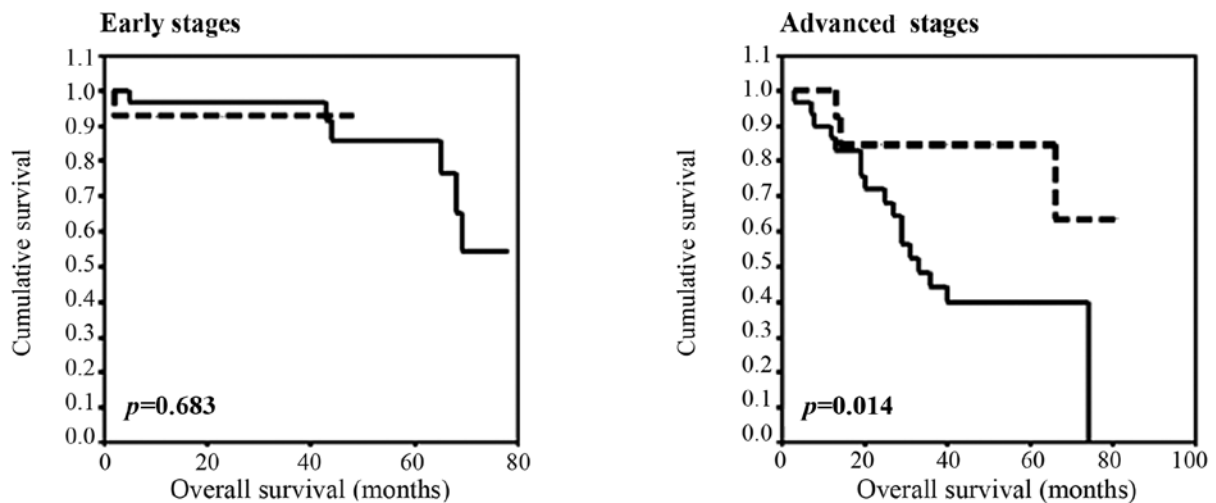 Early stages
1.1
1.0
0.9
0.8
0.7
0.6
0.5
0.4
0.3
0.2
0.1
0.0
Cumulative survival
p=0.683
0 20 40 60 80
Overall survival (months)
Advanced stages
1.1
1.0
0.9
0.8
0.7
0.6
0.5
0.4
0.3
0.2
0.1
0.0
Cumulative survival
p=0.014
0 20 40 60 80 100
Overall survival (months)